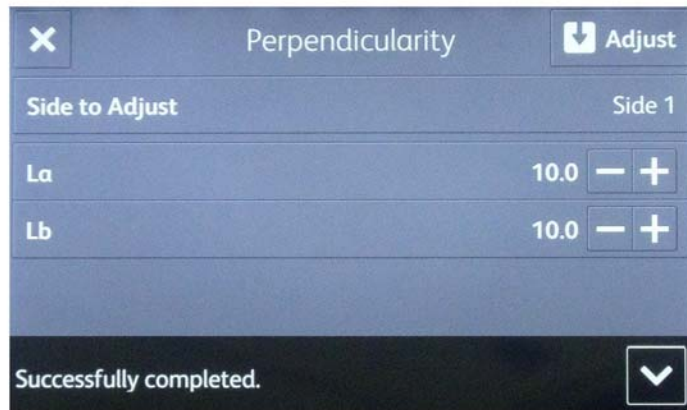 Perpendicularity
Adjust
Side to Adjust
Side 1
La
10.0
Lb
10.0
Successfully completed.